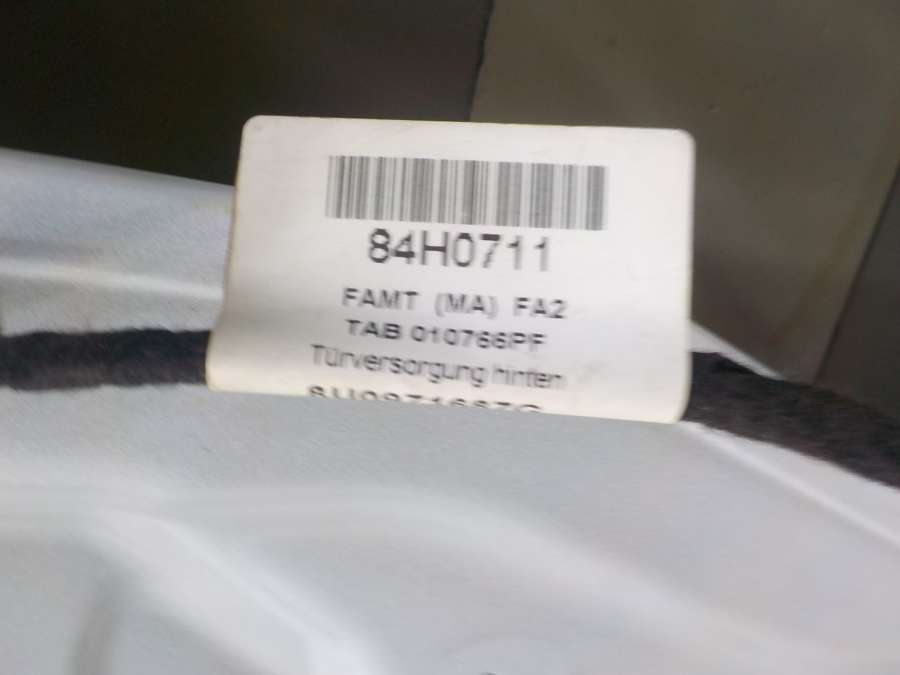 84H0711
FAMT (MA) FA2
TAB 010766PF
Türversorgung hinten